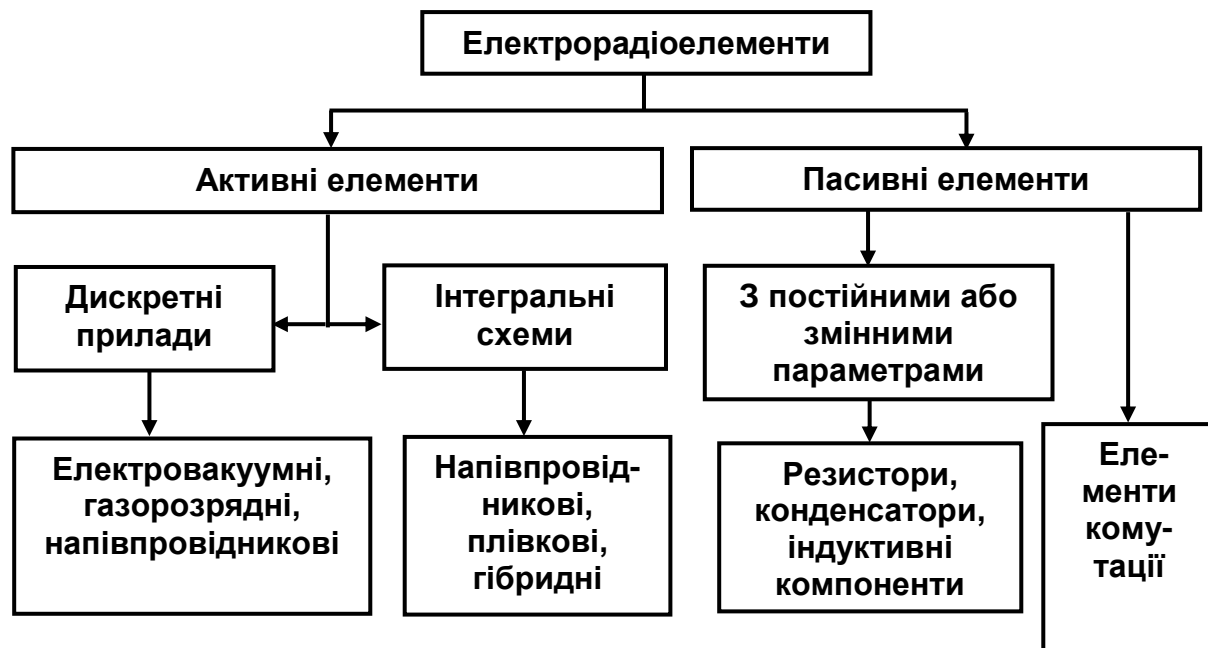 Електрорадіоелементи
Активні елементи
Пасивні елементи
Дискретні
прилади
Інтегральні
схеми
З постійними або
змінними
параметрами
Електровакуумні,
газорозрядні,
напівпровідникові
Напівпровід-
никові,
плівкові,
гібридні
Резистори,
конденсатори,
індуктивні
компоненти
Еле-
менти
кому-
тації